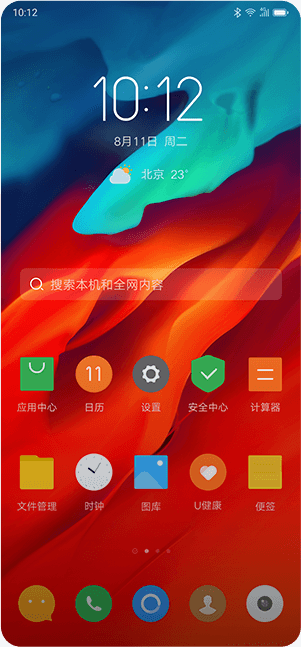 10:12
10:12
8月11日 周二
北京 23°
搜索本机和全网内容
11
应用中心 日历 设置 安全中心 计算器
文件管理 时钟 图库 U健康 便签